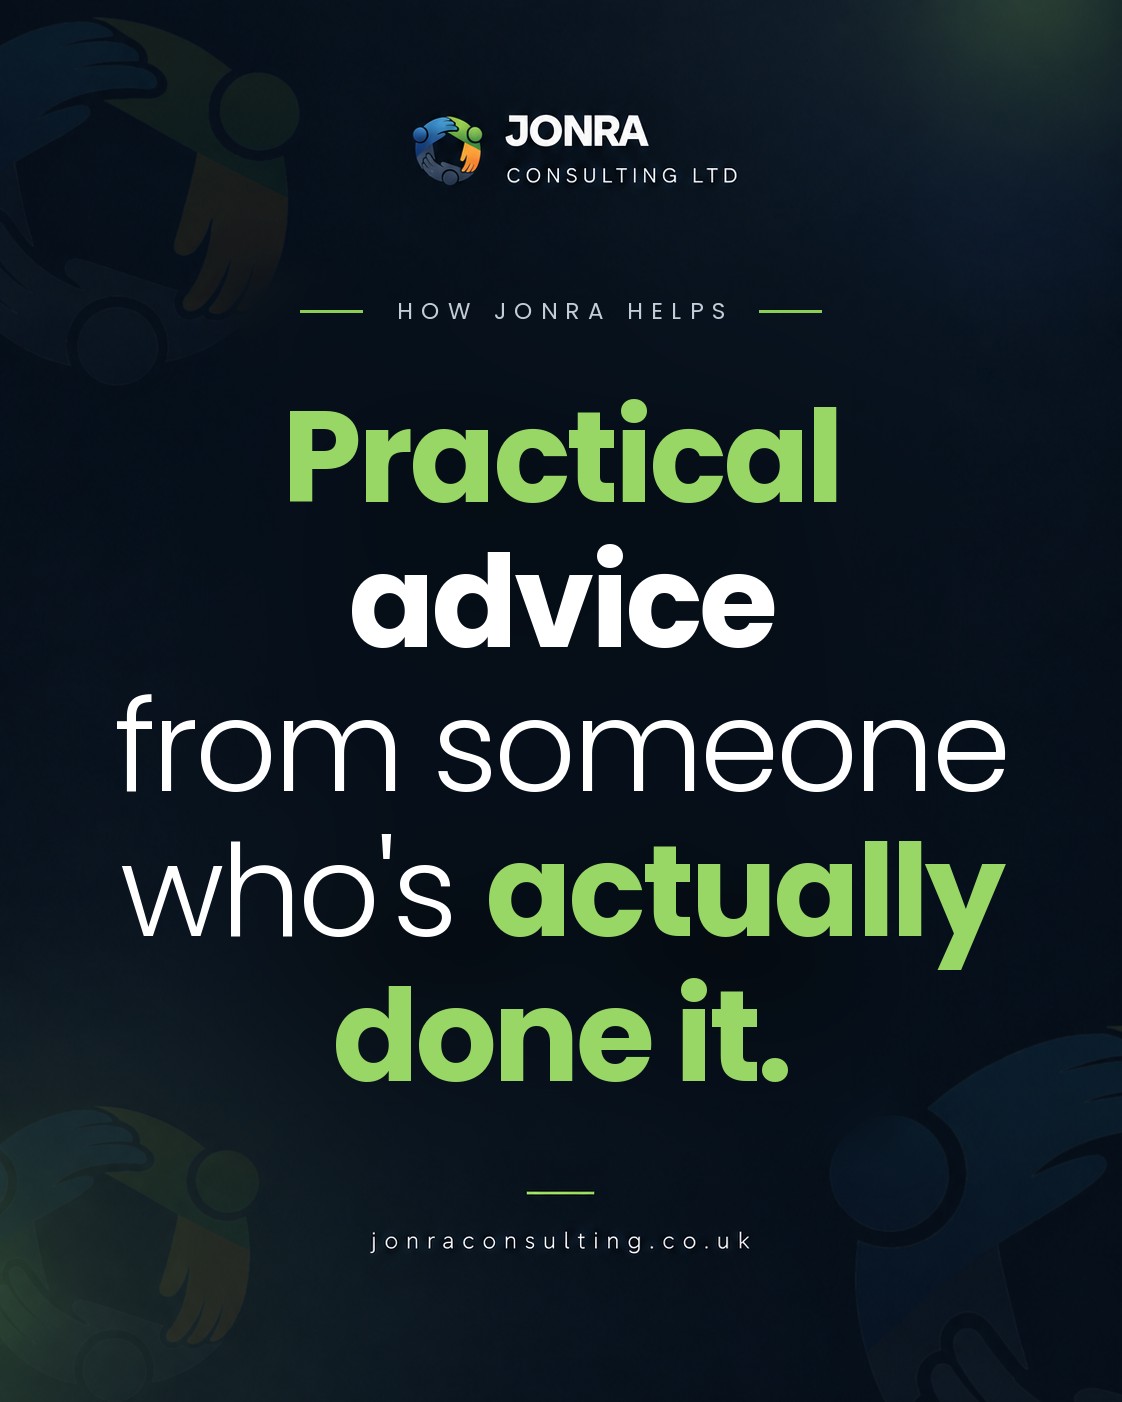 JONRA
CONSULTING LTD
HOW JONRA HELPS
Practical
advice
from someone
who's actually
done it.
jonraconsulting.co.uk